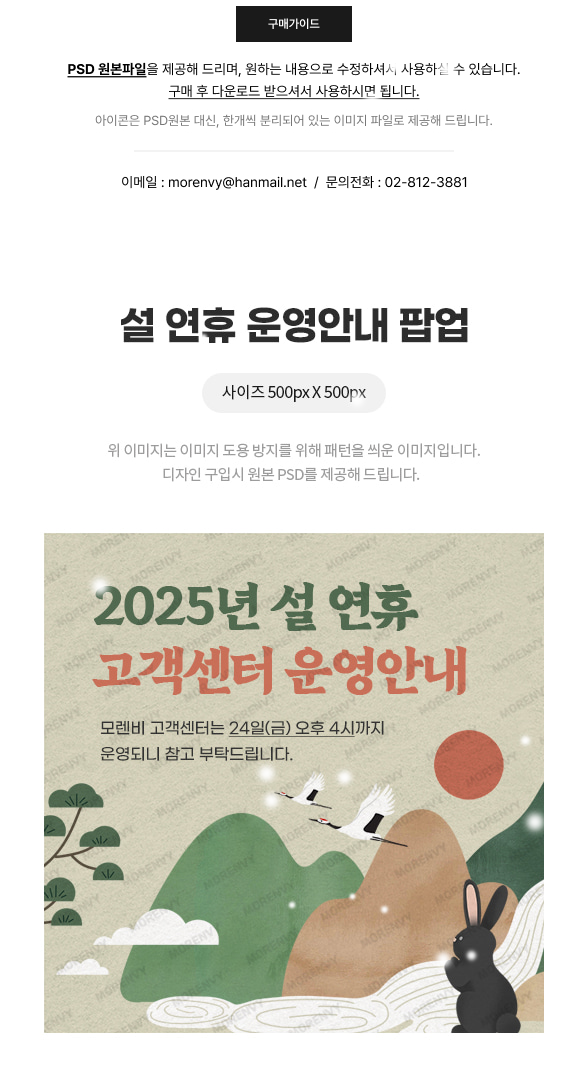 구매가이드
PSD 원본파일을 제공해 드리며, 원하는 내용으로 수정하셔서 사용하실 수 있습니다.
구매 후 다운로드 받으셔서 사용하시면 됩니다.
아이콘은 PSD원본 대신, 한개씩 분리되어 있는 이미지 파일로 제공해 드립니다.
이메일 : morenvy@hanmail.net / 문의전화 : 02-812-3881
설 연휴 운영안내 팝업
사이즈 500px X 500px
위 이미지는 이미지 도용 방지를 위해 패턴을 씌운 이미지입니다.
디자인 구입시 원본 PSD를 제공해 드립니다.
2025년 설 연휴
고객센터 운영안내
모렌비 고객센터는 24일(금) 오후 4시까지
운영되니 참고 부탁드립니다.
MORENVY